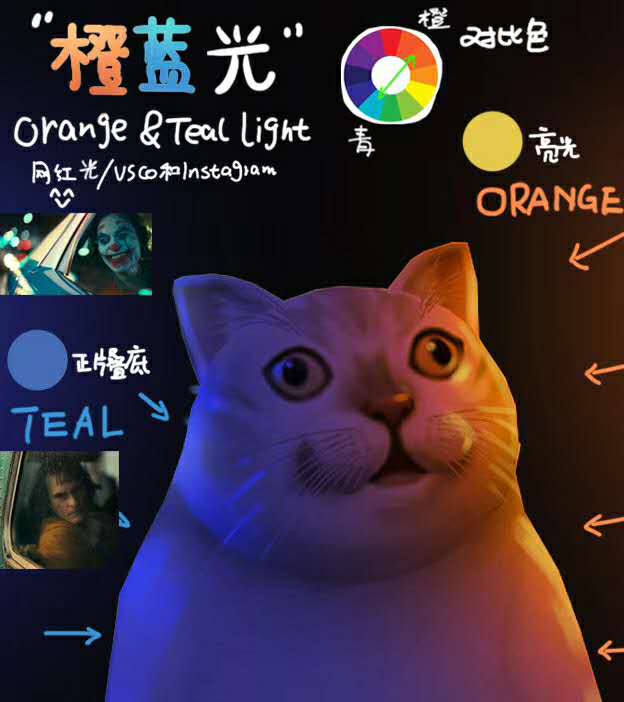 “橙蓝光”
Orange & Teal light
网红光/VSCO和Instagram
橙
对比色
青
亮光
ORANGE
正片叠底
TEAL